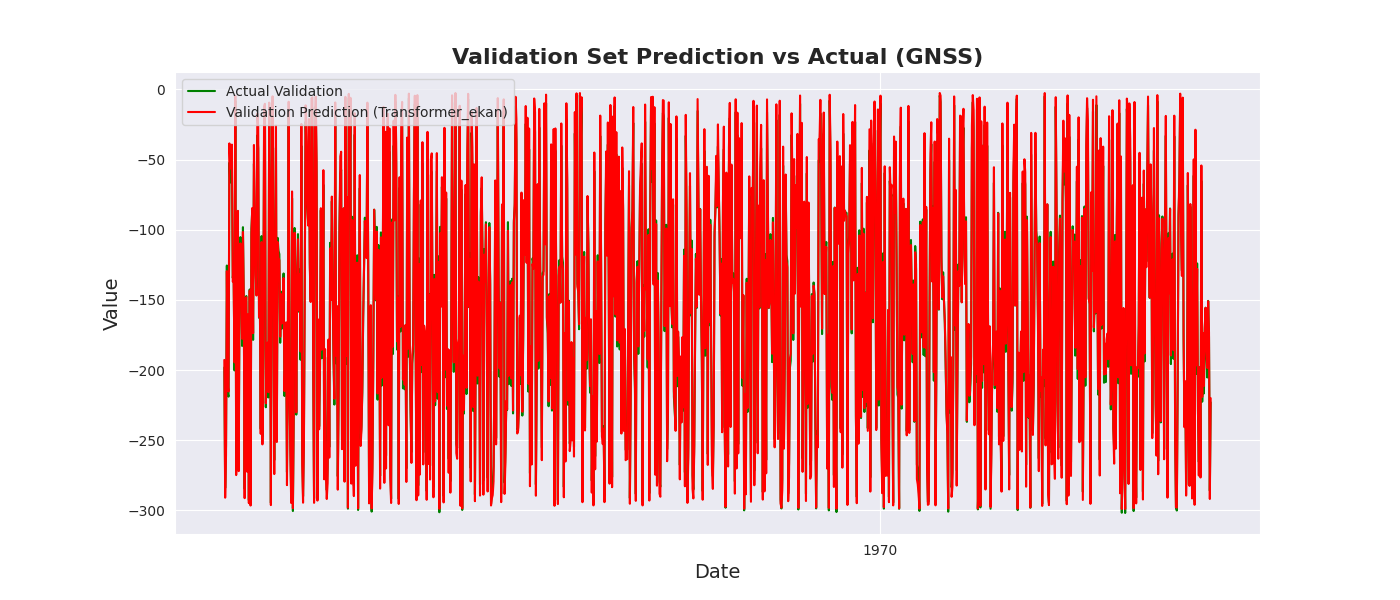 Validation Set Prediction vs Actual (GNSS)
Actual Validation
Validation Prediction (Transformer_ekan)
0
−50
−100
−150
−200
−250
−300
Value
1970
Date